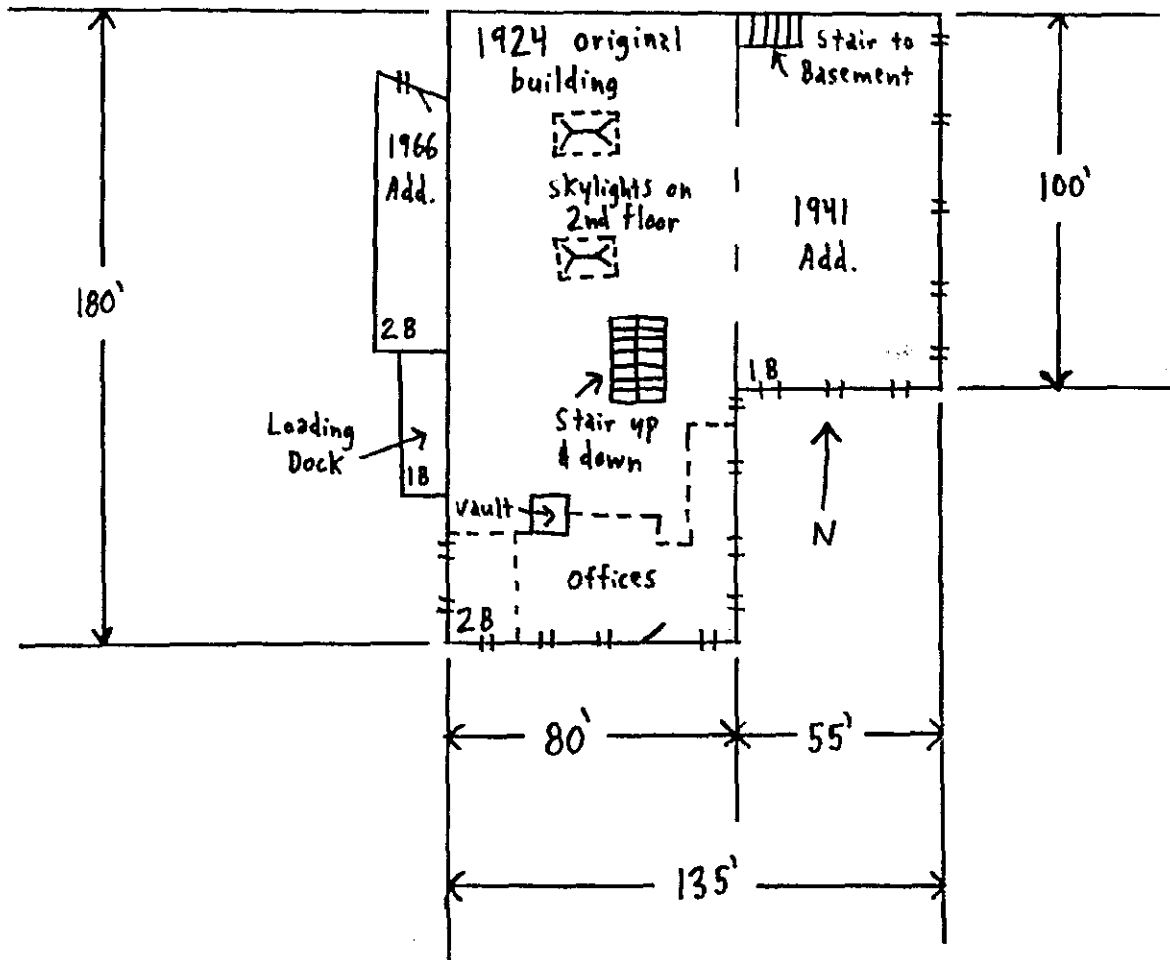 1924 original
building
Stair to
Basement
1966
Add.
skylights on
2nd floor
1941
Add.
100'
180'
2B
1B
Stair up
& down
Loading
Dock
1B
Vault
N
Offices
2B
80'
55'
135'